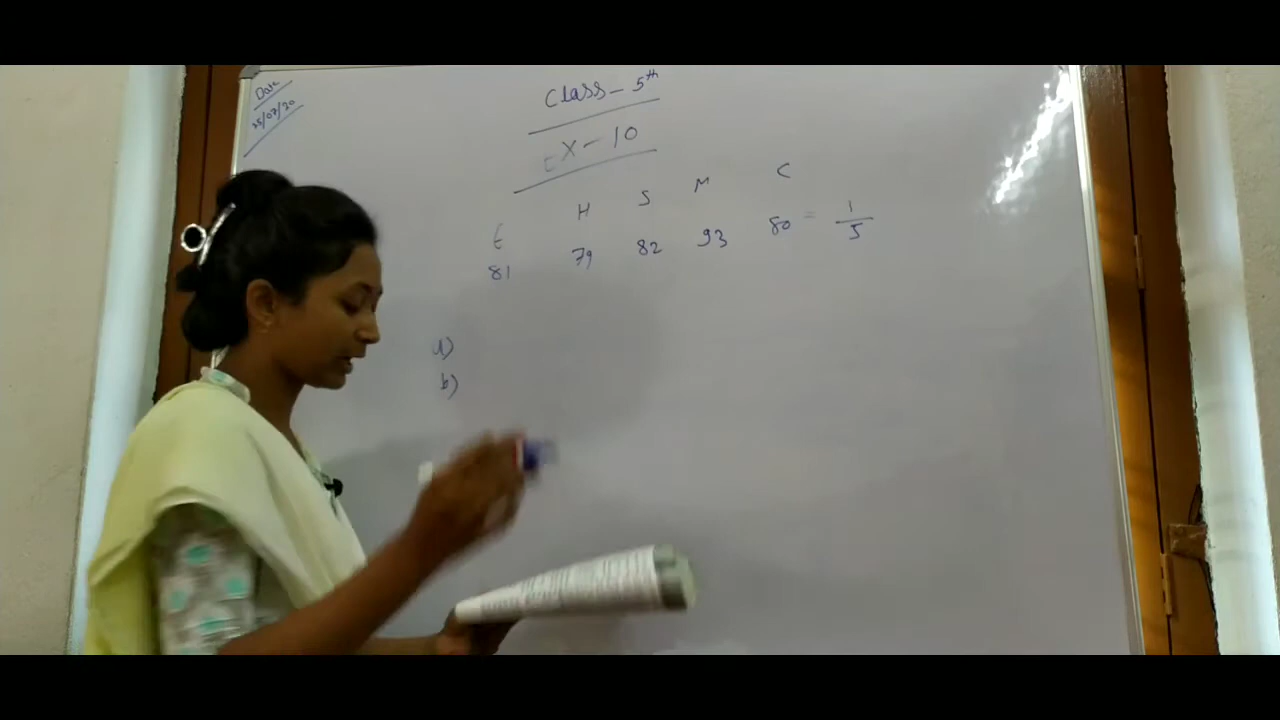 Date
25/07/20
Class - 5th
Ex - 10
E H S M C
81 79 82 93 80 = 1/5
a)
b)